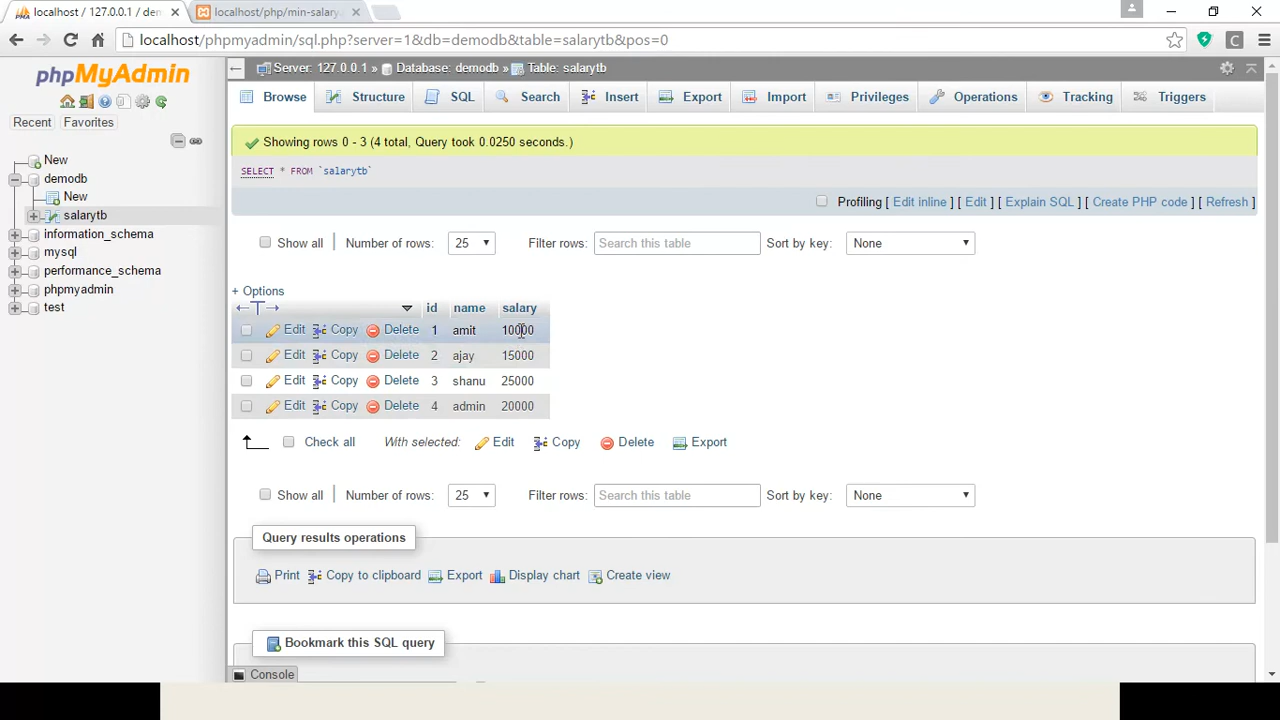 localhost / 127.0.0.1 / dem
localhost/php/min-salary
localhost/phpmyadmin/sql.php?server=1&db=demodb&table=salarytb&pos=0
phpMyAdmin
Recent Favorites
New
demodb
New
salarytb
information_schema
mysql
performance_schema
phpmyadmin
test
Server: 127.0.0.1 » Database: demodb » Table: salarytb
Browse Structure SQL Search Insert Export Import Privileges Operations Tracking Triggers
Showing rows 0 - 3 (4 total, Query took 0.0250 seconds.)
SELECT * FROM `salarytb`
Profiling [ Edit inline ] [ Edit ] [ Explain SQL ] [ Create PHP code ] [ Refresh ]
Show all Number of rows: 25 Filter rows: Search this table Sort by key: None
+ Options
id name salary
Edit Copy Delete 1 amit 10000
Edit Copy Delete 2 ajay 15000
Edit Copy Delete 3 shanu 25000
Edit Copy Delete 4 admin 20000
Check all With selected: Edit Copy Delete Export
Show all Number of rows: 25 Filter rows: Search this table Sort by key: None
Query results operations
Print Copy to clipboard Export Display chart Create view
Bookmark this SQL query
Console